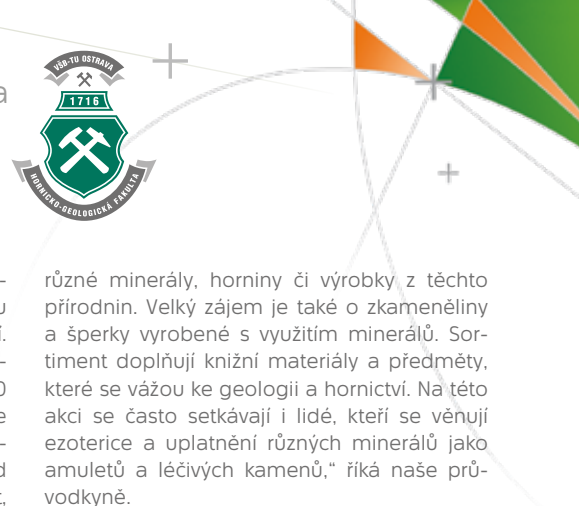 a
VŠB-TU OSTRAVA
1716
HORNICKO-GEOLOGICKÁ FAKULTA
-
u
í.
-
0
e
-
d
t,
různé minerály, horniny či výrobky z těchto
přírodnin. Velký zájem je také o zkameněliny
a šperky vyrobené s využitím minerálů. Sor-
timent doplňují knižní materiály a předměty,
které se vážou ke geologii a hornictví. Na této
akci se často setkávají i lidé, kteří se věnují
ezoterice a uplatnění různých minerálů jako
amuletů a léčivých kamenů,“ říká naše prů-
vodkyně.